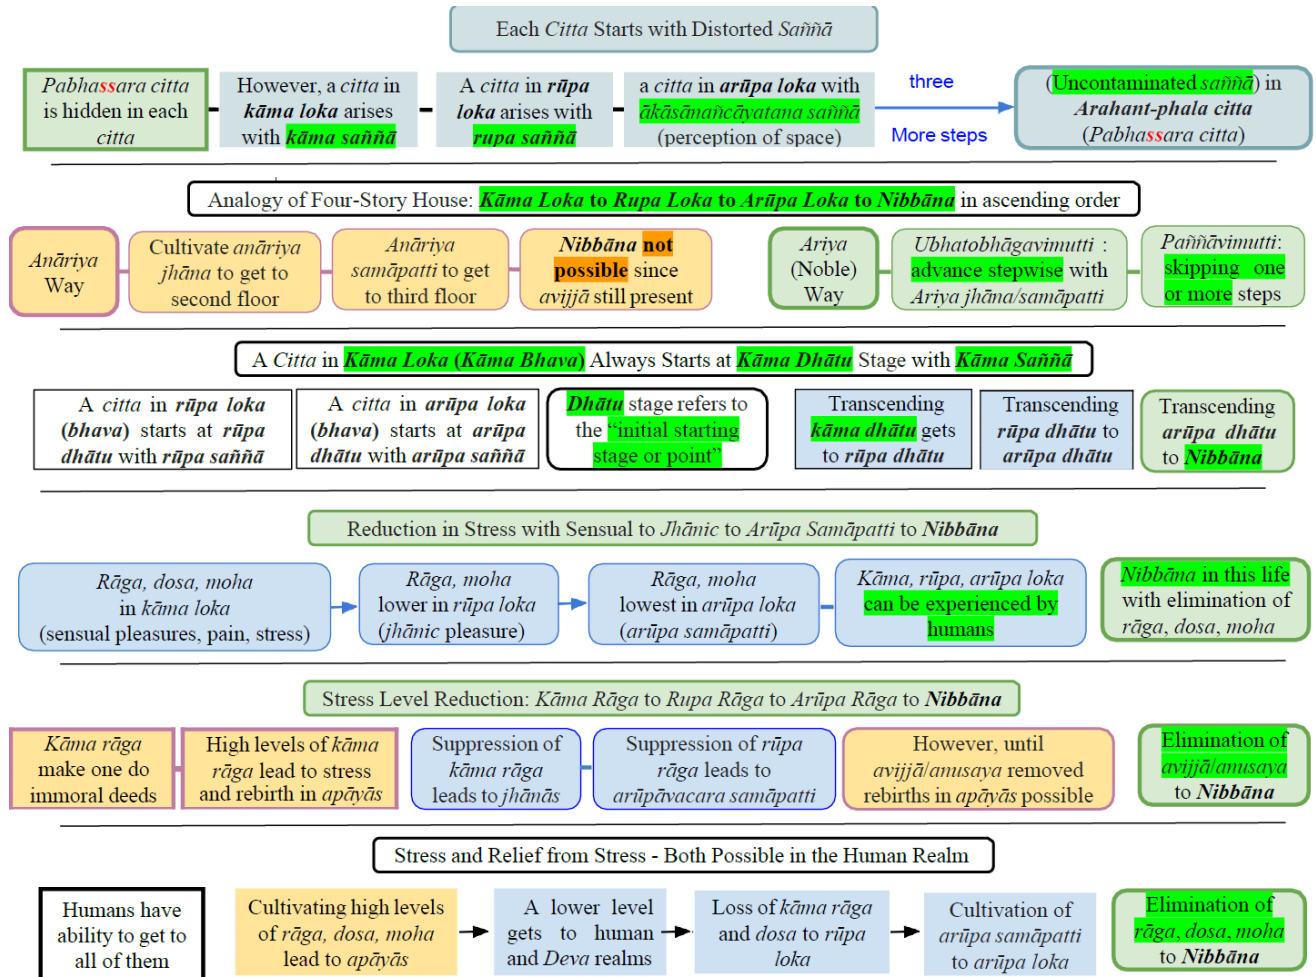 Each Citta Starts with Distorted Saññā
Pabhassara citta
is hidden in each
citta
However, a citta in
kāma loka arises
with kāma saññā
A citta in rūpa
loka arises with
rupa saññā
a citta in arūpa loka with
ākāsānañcāyatana saññā
(perception of space)
three
More steps
(Uncontaminated saññā) in
Arahant-phala citta
(Pabhassara citta)
Analogy of Four-Story House: Kāma Loka to Rupa Loka to Arūpa Loka to Nibbāna in ascending order
Anāriya
Way
Cultivate anāriya
jhāna to get to
second floor
Anāriya
samāpatti to get
to third floor
Nibbāna not
possible since
avijjā still present
Ariya
(Noble)
Way
Ubhatobhāgavimutti :
advance stepwise with
Ariya jhāna/samāpatti
Paññāvimutti:
skipping one
or more steps
A Citta in Kāma Loka (Kāma Bhava) Always Starts at Kāma Dhātu Stage with Kāma Saññā
A citta in rūpa loka
(bhava) starts at rūpa
dhātu with rūpa saññā
A citta in arūpa loka
(bhava) starts at arūpa
dhātu with arūpa saññā
Dhātu stage refers to
the “initial starting
stage or point”
Transcending
kāma dhātu gets
to rūpa dhātu
Transcending
rūpa dhātu to
arūpa dhātu
Transcending
arūpa dhātu
to Nibbāna
Reduction in Stress with Sensual to Jhānic to Arūpa Samāpatti to Nibbāna
Rāga, dosa, moha
in kāma loka
(sensual pleasures, pain, stress)
Rāga, moha
lower in rūpa loka
(jhānic pleasure)
Rāga, moha
lowest in arūpa loka
(arūpa samāpatti)
Kāma, rūpa, arūpa loka
can be experienced by
humans
Nibbāna in this life
with elimination of
rāga, dosa, moha
Stress Level Reduction: Kāma Rāga to Rupa Rāga to Arupa Rāga to Nibbāna
Kāma rāga
make one do
immoral deeds
High levels of kāma
rāga lead to stress
and rebirth in apāyās
Suppression of
kāma rāga
leads to jhānās
Suppression of rūpa
rāga leads to
arūpāvacara samāpatti
However, until
avijjā/anusaya removed
rebirths in apāyās possible
Elimination of
avijjā/anusaya
to Nibbāna
Stress and Relief from Stress - Both Possible in the Human Realm
Humans have
ability to get to
all of them
Cultivating high levels
of rāga, dosa, moha
lead to apāyās
A lower level
gets to human
and Deva realms
Loss of kāma rāga
and dosa to rūpa
loka
Cultivation of
arūpa samāpatti
to arūpa loka
Elimination of
rāga, dosa, moha
to Nibbāna